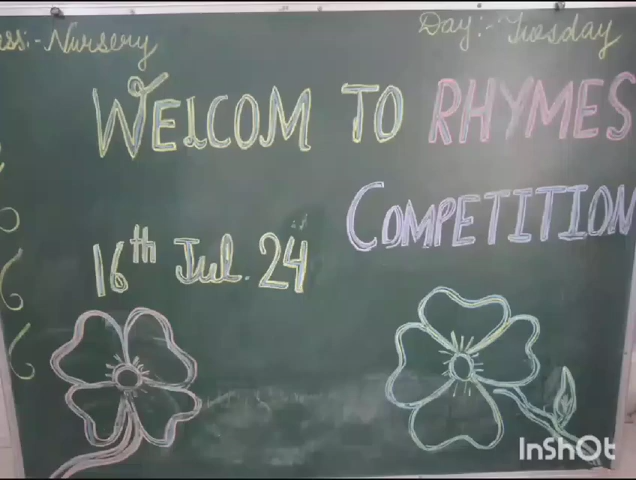 ss:- Nursery
Day:- Tuesday
WELCOM TO RHYMES
COMPETITION
16th Jul. 24
InShOt